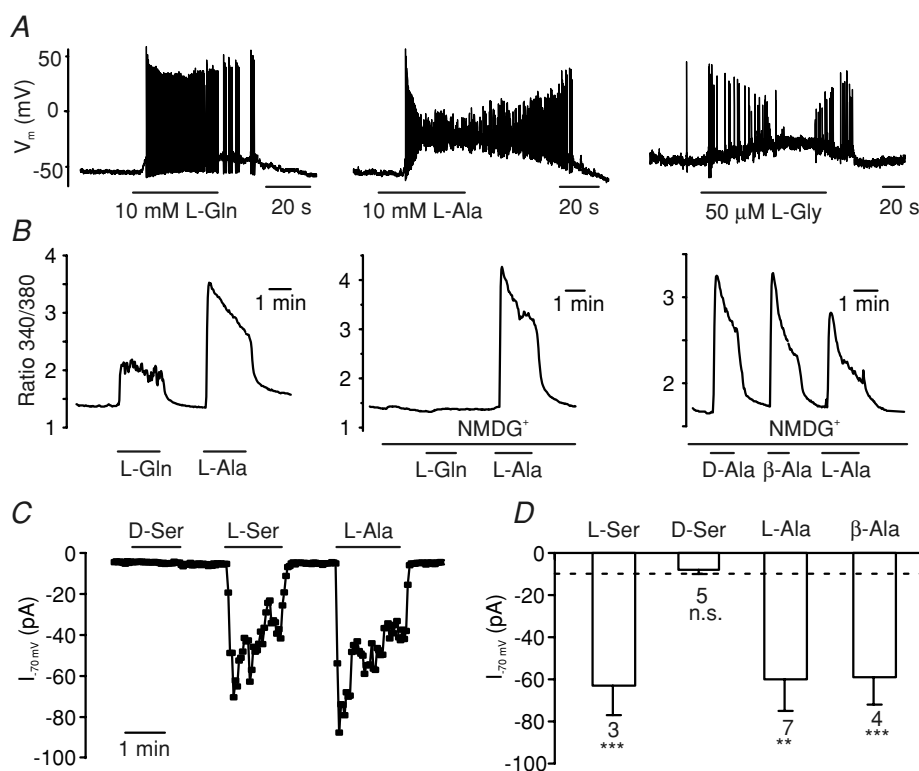 A
V_m (mV)
50
0
-50
10 mM L-Gln
20 s
10 mM L-Ala
20 s
50 μM L-Gly
20 s
B
Ratio 340/380
4
3
2
1
1 min
L-Gln
L-Ala
4
3
2
1
1 min
NMDG⁺
L-Gln
L-Ala
3
2
1 min
NMDG⁺
D-Ala
β-Ala
L-Ala
C
D-Ser
L-Ser
L-Ala
I_-70 mV (pA)
0
-20
-40
-60
-80
-100
1 min
D
L-Ser
D-Ser
L-Ala
β-Ala
I_-70 mV (pA)
0
-20
-40
-60
-80
-100
3
***
5
n.s.
7
**
4
***